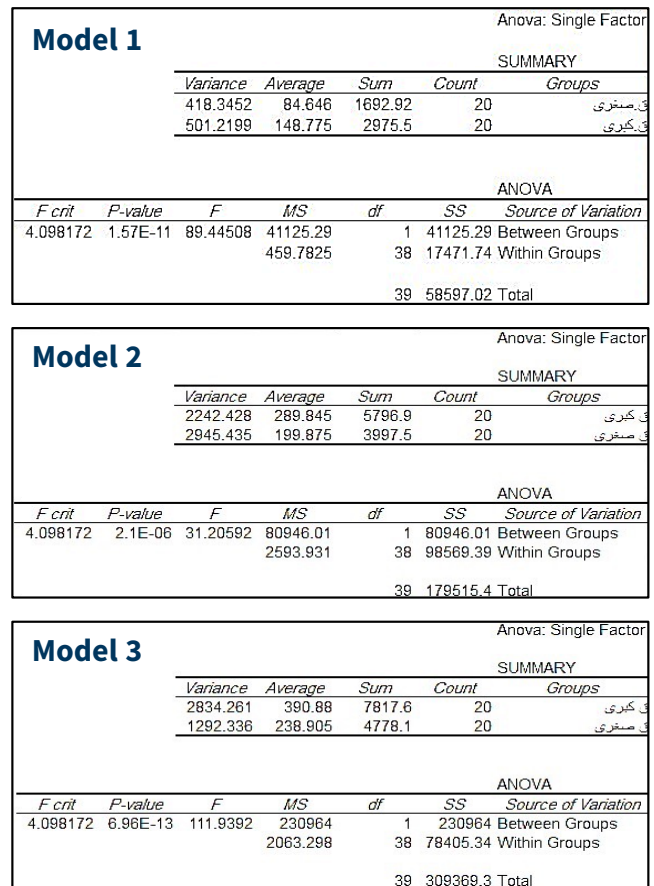 Model 1
Anova: Single Factor
SUMMARY
Variance Average Sum Count Groups
418.3452 84.646 1692.92 20 ق.صغرى
501.2199 148.775 2975.5 20 ق.كبرى
ANOVA
F crit P-value F MS df SS Source of Variation
4.098172 1.57E-11 89.44508 41125.29 1 41125.29 Between Groups
459.7825 38 17471.74 Within Groups
39 58597.02 Total
Model 2
Anova: Single Factor
SUMMARY
Variance Average Sum Count Groups
2242.428 289.845 5796.9 20 ق كبرى
2945.435 199.875 3997.5 20 ق صغرى
ANOVA
F crit P-value F MS df SS Source of Variation
4.098172 2.1E-06 31.20592 80946.01 1 80946.01 Between Groups
2593.931 38 98569.39 Within Groups
39 179515.4 Total
Model 3
Anova: Single Factor
SUMMARY
Variance Average Sum Count Groups
2834.261 390.88 7817.6 20 ق كبرى
1292.336 238.905 4778.1 20 ق صغرى
ANOVA
F crit P-value F MS df SS Source of Variation
4.098172 6.96E-13 111.9392 230964 1 230964 Between Groups
2063.298 38 78405.34 Within Groups
39 309369.3 Total